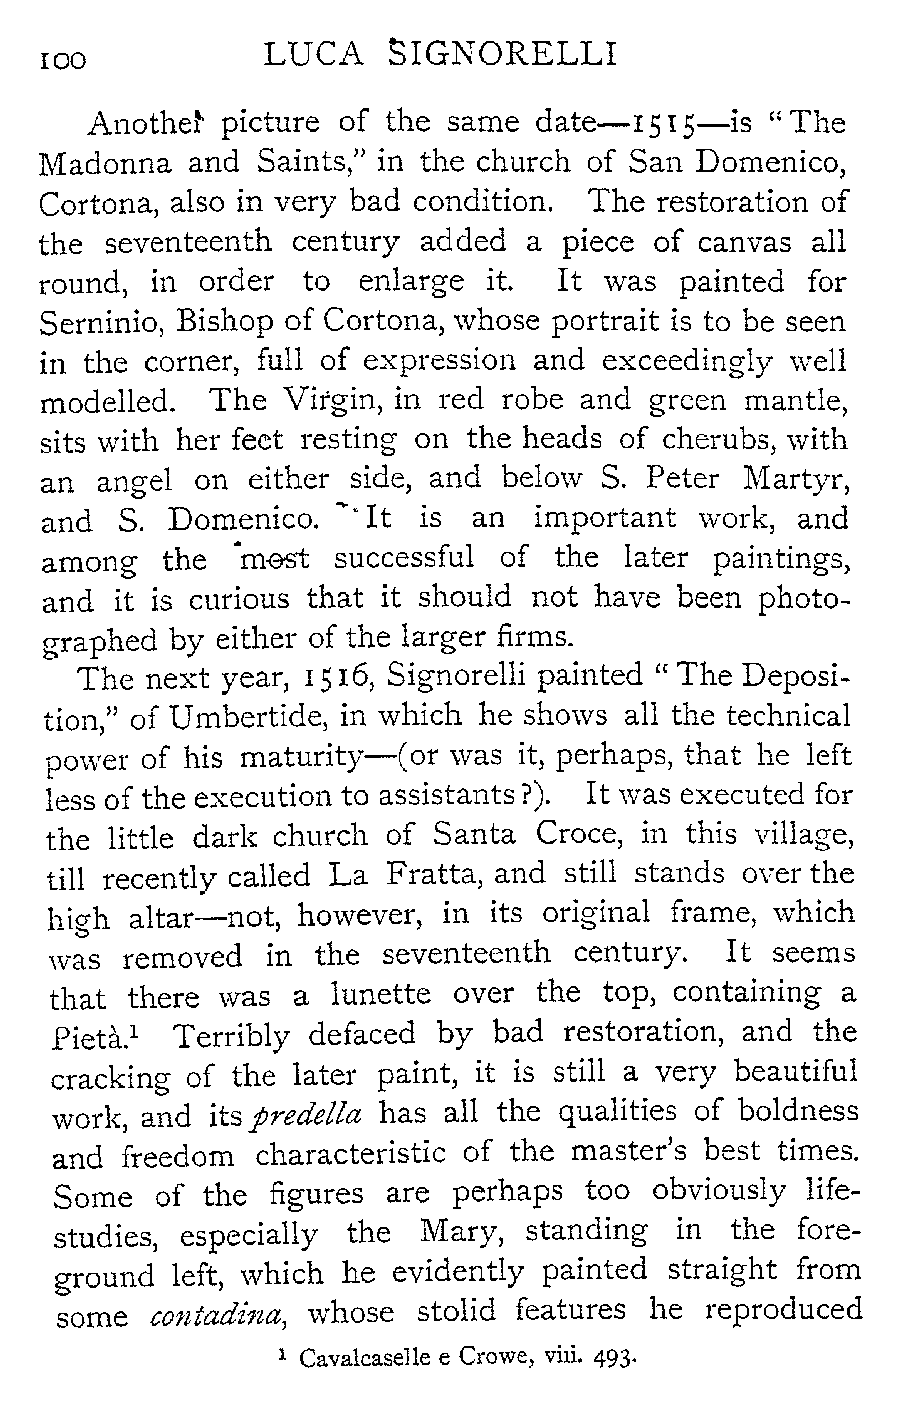 100 LUCA SIGNORELLI
Another picture of the same date—1515—is “The
Madonna and Saints,” in the church of San Domenico,
Cortona, also in very bad condition. The restoration of
the seventeenth century added a piece of canvas all
round, in order to enlarge it. It was painted for
Serninio, Bishop of Cortona, whose portrait is to be seen
in the corner, full of expression and exceedingly well
modelled. The Virgin, in red robe and green mantle,
sits with her feet resting on the heads of cherubs, with
an angel on either side, and below S. Peter Martyr,
and S. Domenico. It is an important work, and
among the most successful of the later paintings,
and it is curious that it should not have been photo-
graphed by either of the larger firms.
The next year, 1516, Signorelli painted “The Deposi-
tion,” of Umbertide, in which he shows all the technical
power of his maturity—(or was it, perhaps, that he left
less of the execution to assistants?). It was executed for
the little dark church of Santa Croce, in this village,
till recently called La Fratta, and still stands over the
high altar—not, however, in its original frame, which
was removed in the seventeenth century. It seems
that there was a lunette over the top, containing a
Pietà.¹ Terribly defaced by bad restoration, and the
cracking of the later paint, it is still a very beautiful
work, and its predella has all the qualities of boldness
and freedom characteristic of the master’s best times.
Some of the figures are perhaps too obviously life-
studies, especially the Mary, standing in the fore-
ground left, which he evidently painted straight from
some contadina, whose stolid features he reproduced
¹ Cavalcaselle e Crowe, viii. 493.